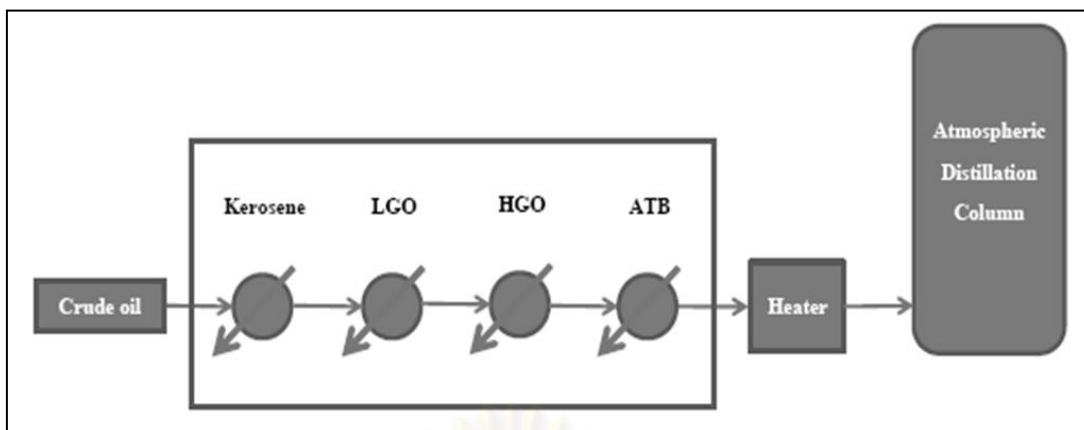 Kerosene
LGO
HGO
ATB
Crude oil
Heater
Atmospheric
Distillation
Column